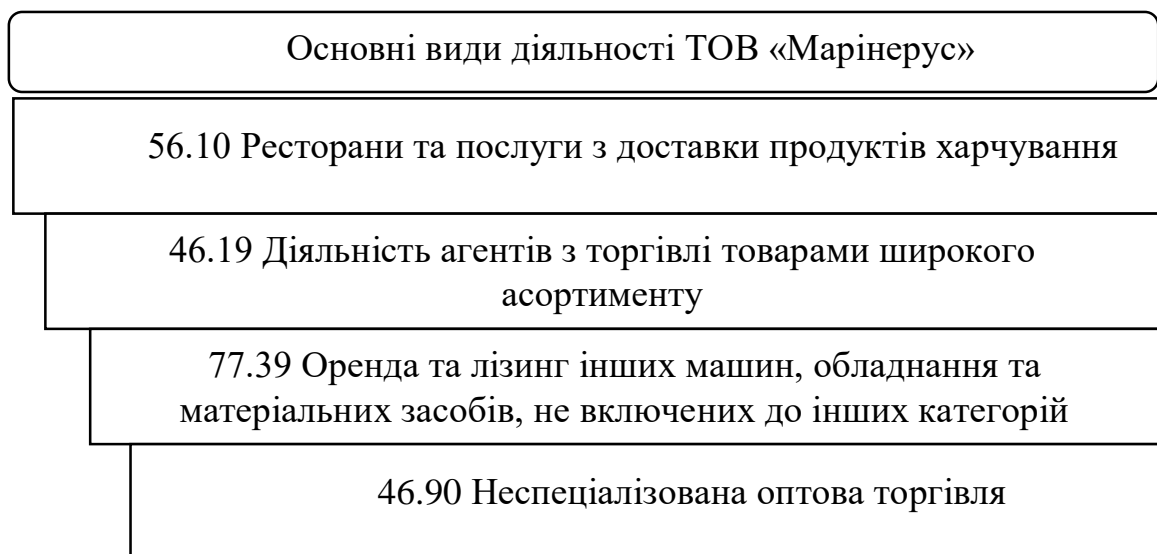 Основні види діяльності ТОВ «Марінерус»
56.10 Ресторани та послуги з доставки продуктів харчування
46.19 Діяльність агентів з торгівлі товарами широкого
асортименту
77.39 Оренда та лізинг інших машин, обладнання та
матеріальних засобів, не включених до інших категорій
46.90 Неспеціалізована оптова торгівля